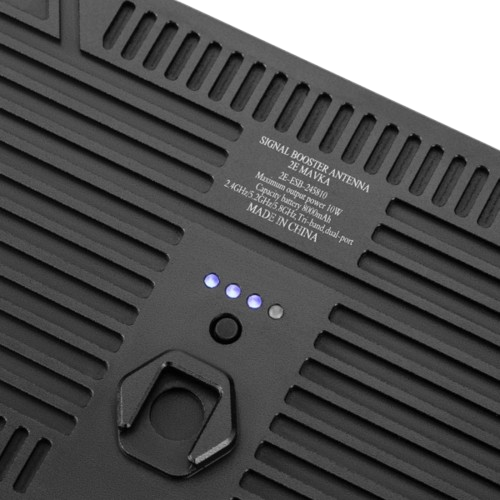 SIGNAL BOOSTER ANTENNA
2E MAVKA
2E-ESB-245810
Maximum output power 10W
Capacity battery 8000mAh
2.4GHz/5.2GHz/5.8GHz,Tri-band,dual-port
MADE IN CHINA